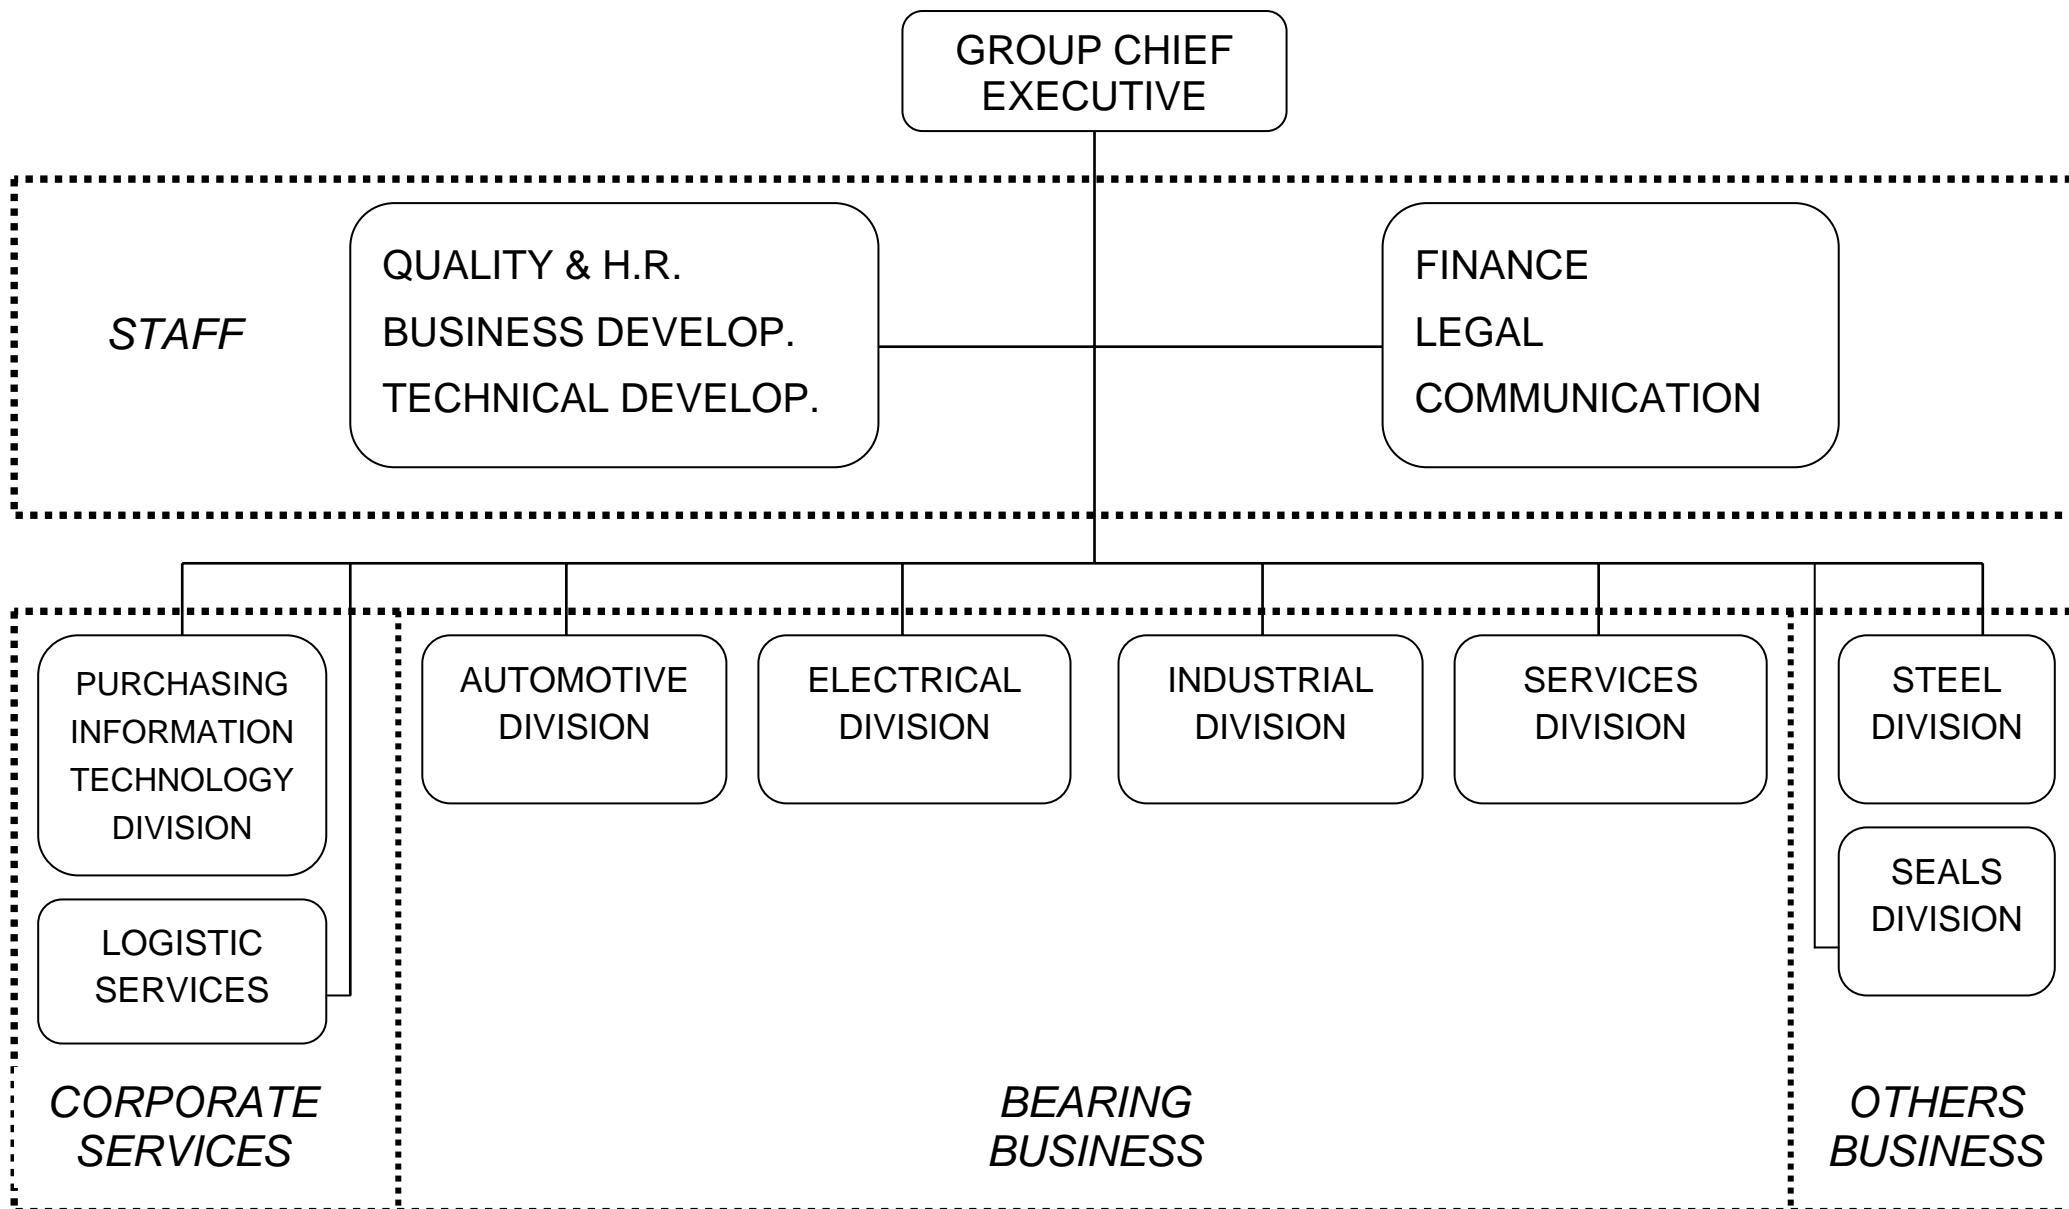 GROUP CHIEF
EXECUTIVE
STAFF
QUALITY & H.R.
BUSINESS DEVELOP.
TECHNICAL DEVELOP.
FINANCE
LEGAL
COMMUNICATION
PURCHASING
INFORMATION
TECHNOLOGY
DIVISION
LOGISTIC
SERVICES
CORPORATE
SERVICES
AUTOMOTIVE
DIVISION
ELECTRICAL
DIVISION
INDUSTRIAL
DIVISION
SERVICES
DIVISION
BEARING
BUSINESS
STEEL
DIVISION
SEALS
DIVISION
OTHERS
BUSINESS